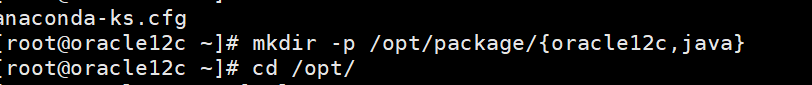 anaconda-ks.cfg
[root@oracle12c ~]# mkdir -p /opt/package/{oracle12c,java}
[root@oracle12c ~]# cd /opt/